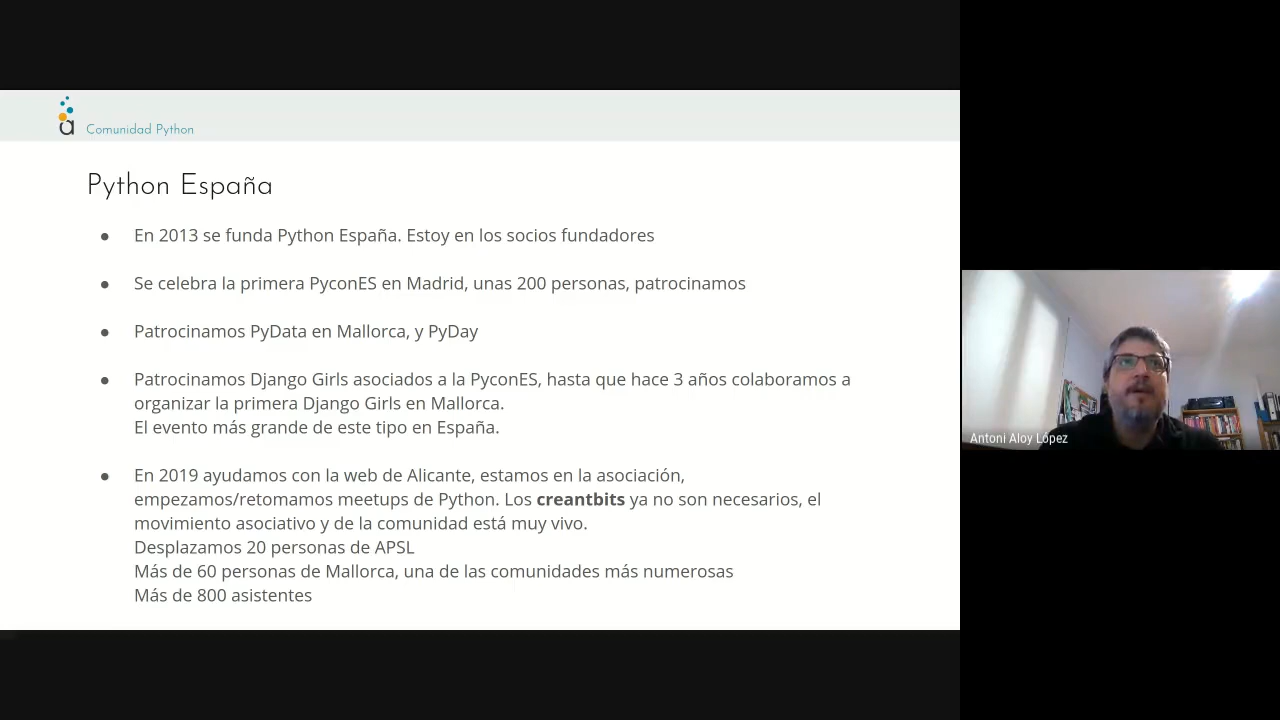 a Comunidad Python
Python España
● En 2013 se funda Python España. Estoy en los socios fundadores
● Se celebra la primera PyconES en Madrid, unas 200 personas, patrocinamos
● Patrocinamos PyData en Mallorca, y PyDay
● Patrocinamos Django Girls asociados a la PyconES, hasta que hace 3 años colaboramos a
organizar la primera Django Girls en Mallorca.
El evento más grande de este tipo en España.
● En 2019 ayudamos con la web de Alicante, estamos en la asociación,
empezamos/retomamos meetups de Python. Los creantbits ya no son necesarios, el
movimiento asociativo y de la comunidad está muy vivo.
Desplazamos 20 personas de APSL
Más de 60 personas de Mallorca, una de las comunidades más numerosas
Más de 800 asistentes
Antoni Aloy López